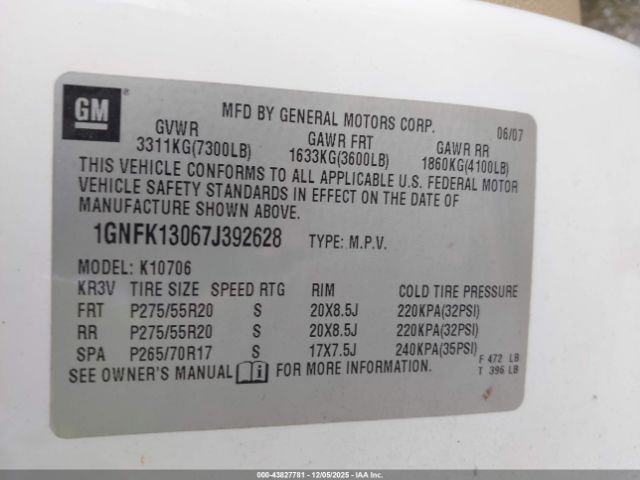 GM ®
MFD BY GENERAL MOTORS CORP. 06/07
GVWR GAWR FRT GAWR RR
3311KG(7300LB) 1633KG(3600LB) 1860KG(4100LB)
THIS VEHICLE CONFORMS TO ALL APPLICABLE U.S. FEDERAL MOTOR
VEHICLE SAFETY STANDARDS IN EFFECT ON THE DATE OF
MANUFACTURE SHOWN ABOVE.
1GNFK13067J392628 TYPE: M.P.V.
MODEL: K10706
KR3V TIRE SIZE SPEED RTG RIM COLD TIRE PRESSURE
FRT P275/55R20 S 20X8.5J 220KPA(32PSI)
RR P275/55R20 S 20X8.5J 220KPA(32PSI)
SPA P265/70R17 S 17X7.5J 240KPA(35PSI)
F 472 LB
T 396 LB
SEE OWNER'S MANUAL FOR MORE INFORMATION.
000-43827781 - 12/05/2025 - IAA Inc.